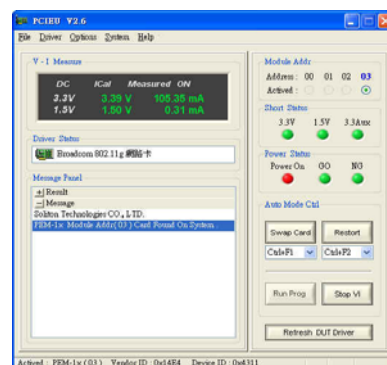 PCIEU V2.6
File Driver Options System Help
V - I Measure
DC ICal Measured ON
3.3V 3.39 V 105.35 mA
1.5V 1.50 V 0.31 mA
Driver Status
Broadcom 802.11g 網路卡
Message Panel
Result
Message
Soliton Technologies CO., LTD.
PEM-1x Module Addr( 03 ) Card Found On System .
Module Addr
Address : 00 01 02 03
Actived :
Short Status
3.3V 1.5V 3.3Aux
Power Status
Power On GO NG
Auto Mode Ctrl
Swap Card Restort
Ctrl+F1 Ctrl+F2
Run Prog Stop VI
Refresh DUT Driver
Actived : PEM-1x ( 03 ) Vendor ID : 0x14E4 Device ID : 0x4311